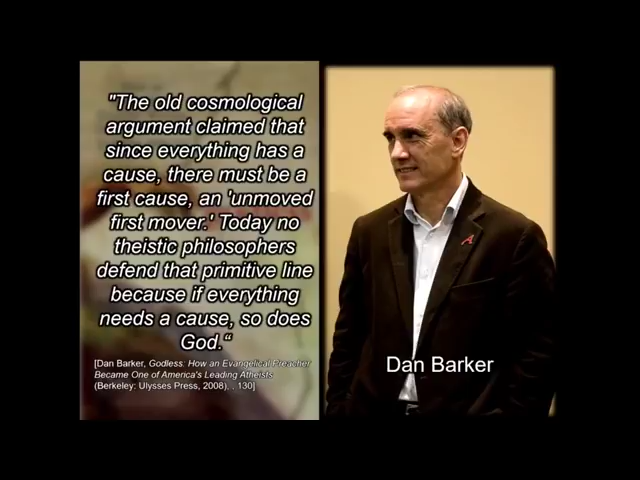 "The old cosmological
argument claimed that
since everything has a
cause, there must be a
first cause, an 'unmoved
first mover.' Today no
theistic philosophers
defend that primitive line
because if everything
needs a cause, so does
God.“
[Dan Barker, Godless: How an Evangelical Preacher
Became One of America's Leading Atheists
(Berkeley: Ulysses Press, 2008), . 130]
Dan Barker